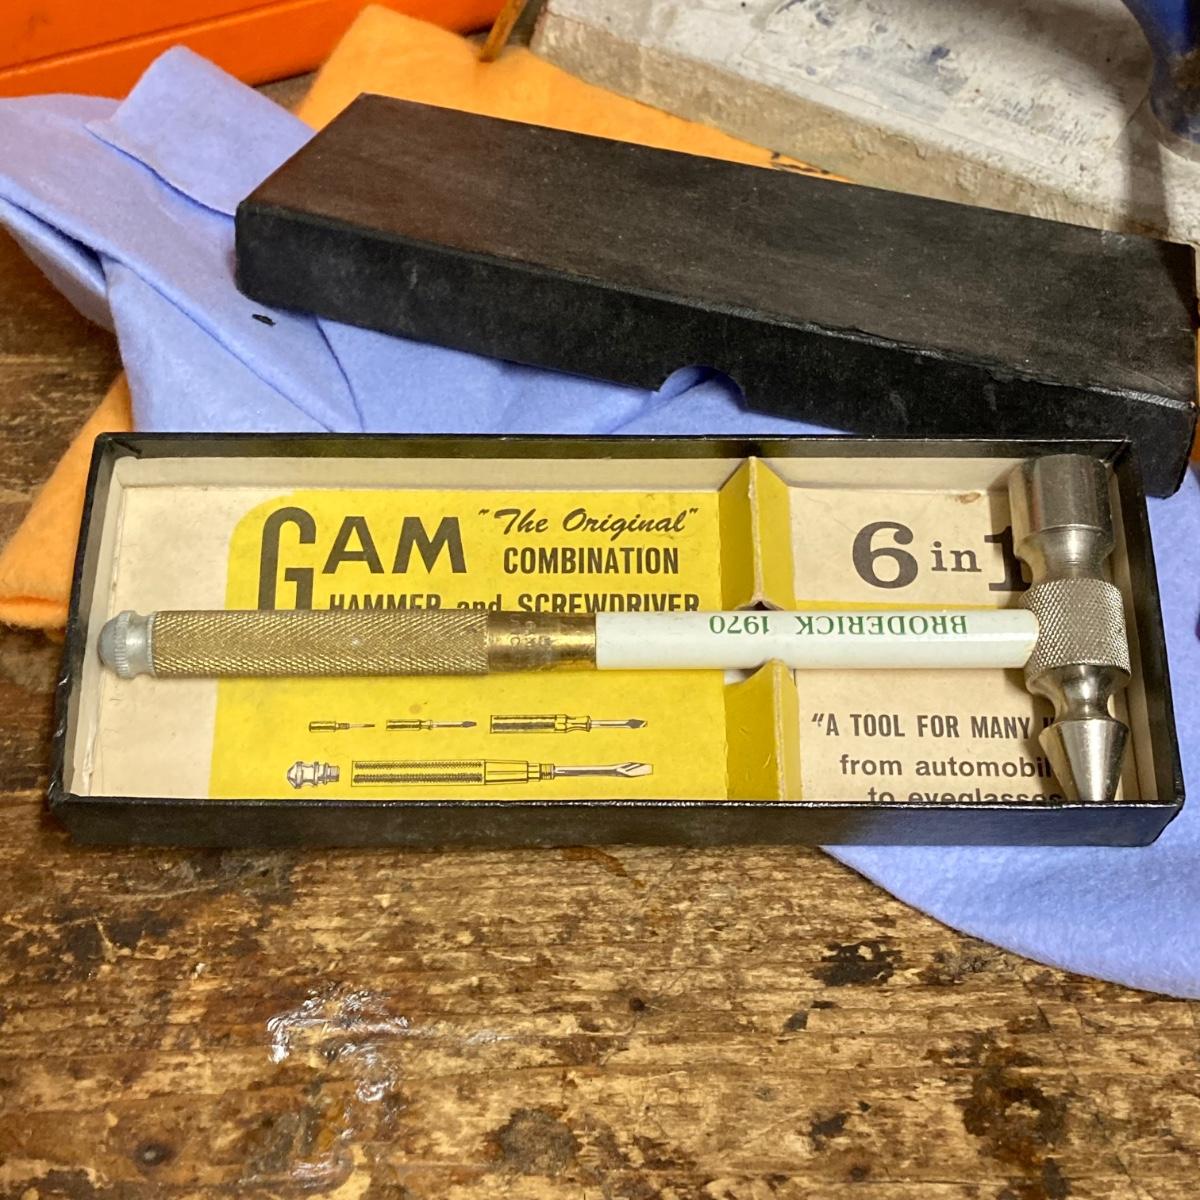 GAM "The Original"
COMBINATION
HAMMER and SCREWDRIVER
6 in 1
BRODERICK 1970
"A TOOL FOR MANY
from automobil
to eyeglasses